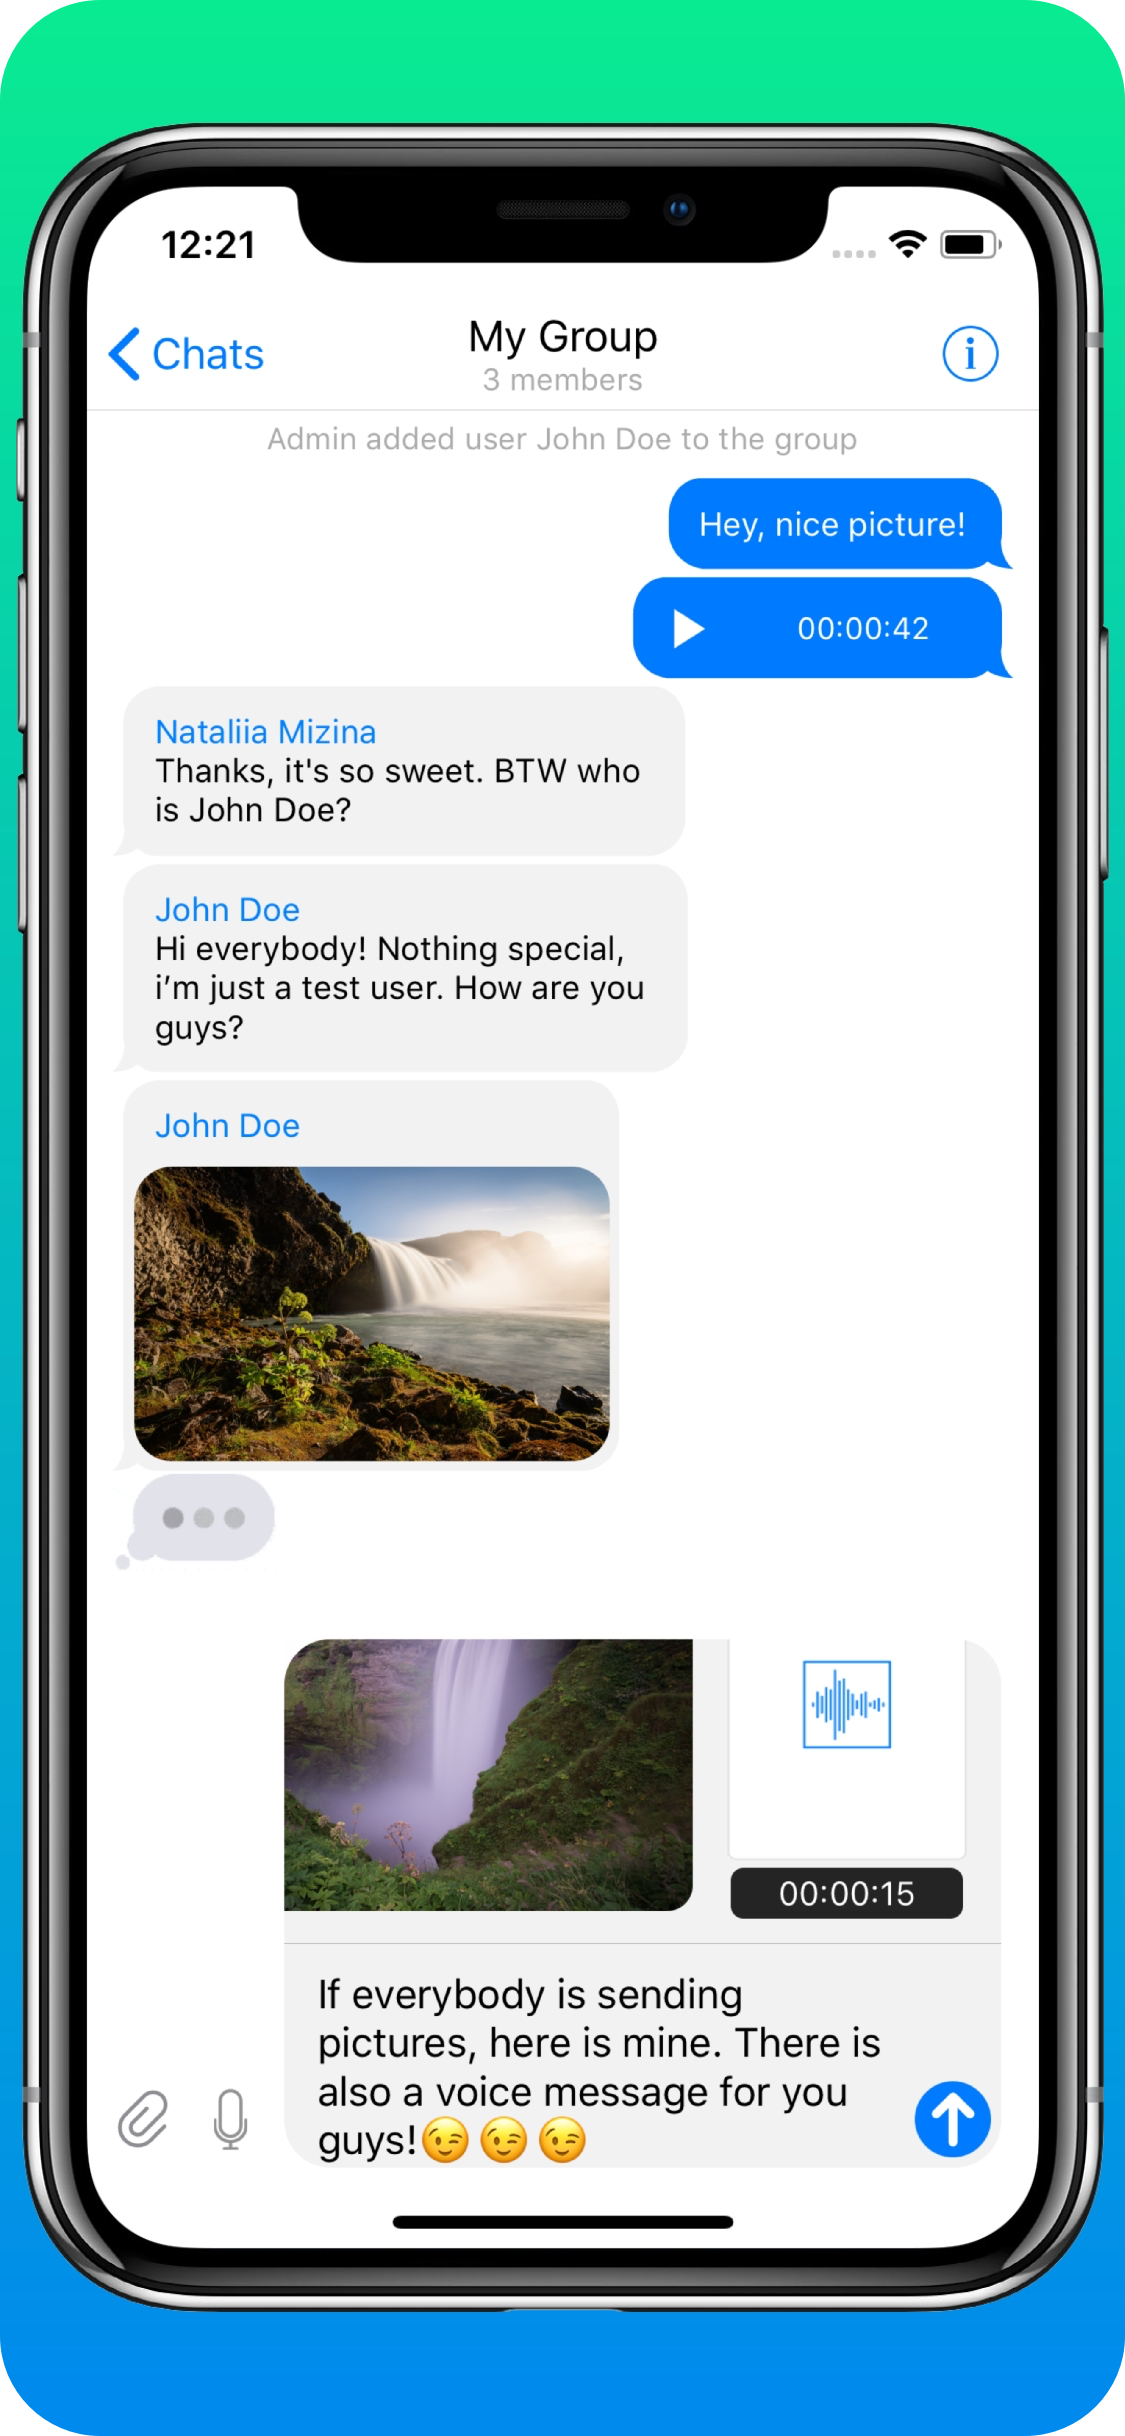 12:21
Chats
My Group
3 members
Admin added user John Doe to the group
Hey, nice picture!
00:00:42
Nataliia Mizina
Thanks, it's so sweet. BTW who
is John Doe?
John Doe
Hi everybody! Nothing special,
i’m just a test user. How are you
guys?
John Doe
00:00:15
If everybody is sending
pictures, here is mine. There is
also a voice message for you
guys!😉😉😉